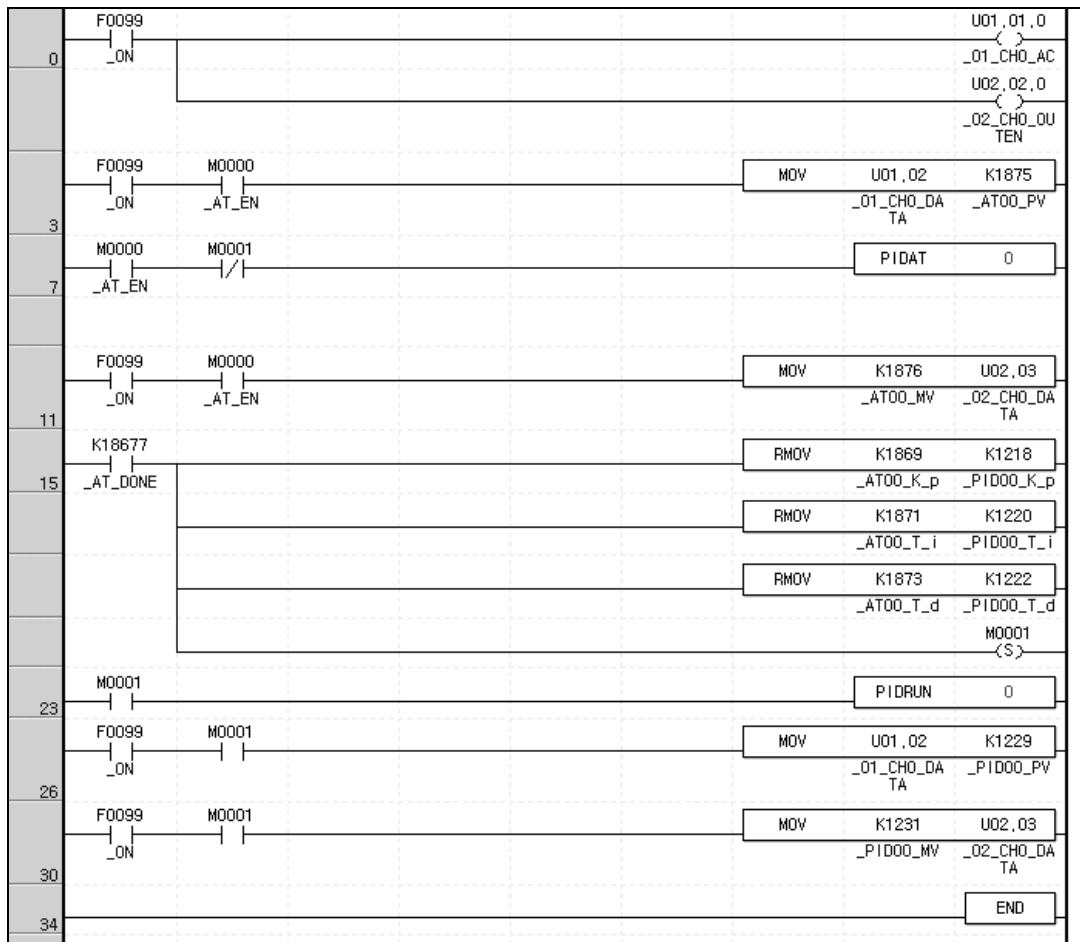 F0099 U01,01,0
0 _ON _01_CH0_AC
U02,02,0
_02_CH0_OU
TEN
F0099 M0000 MOV U01,02 K1875
_ON _AT_EN _01_CH0_DA _AT00_PV
TA
3
M0000 M0001 PIDAT 0
7 _AT_EN
F0099 M0000 MOV K1876 U02,03
_ON _AT_EN _AT00_MV _02_CH0_DA
TA
11
K18677 RMOV K1869 K1218
15 _AT_DONE _AT00_K_p _PID00_K_p
RMOV K1871 K1220
_AT00_T_i _PID00_T_i
RMOV K1873 K1222
_AT00_T_d _PID00_T_d
M0001
S
M0001 PIDRUN 0
23
F0099 M0001 MOV U01,02 K1229
_ON _01_CH0_DA _PID00_PV
TA
26
F0099 M0001 MOV K1231 U02,03
_ON _PID00_MV _02_CH0_DA
TA
30
END
34